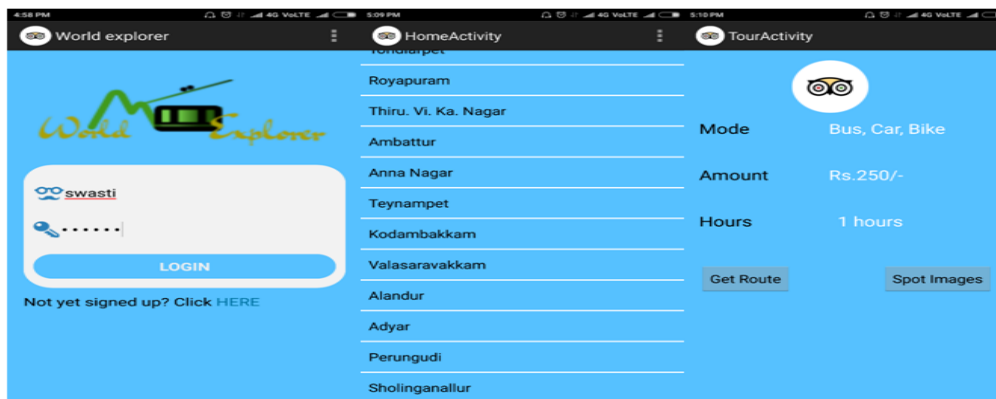 4:58 PM 4G VoLTE
World explorer
World Explorer
swasti
LOGIN
Not yet signed up? Click HERE
5:09 PM 4G VoLTE
HomeActivity
Tondiarpet
Royapuram
Thiru. Vi. Ka. Nagar
Ambattur
Anna Nagar
Teynampet
Kodambakkam
Valasaravakkam
Alandur
Adyar
Perungudi
Sholinganallur
5:10 PM 4G VoLTE
TourActivity
Mode Bus, Car, Bike
Amount Rs.250/-
Hours 1 hours
Get Route Spot Images